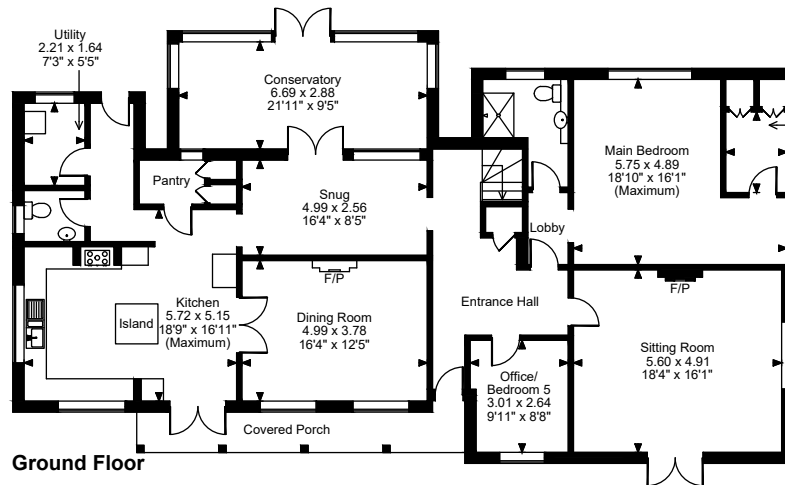 Utility
2.21 x 1.64
7'3" x 5'5"
Conservatory
6.69 x 2.88
21'11" x 9'5"
Main Bedroom
5.75 x 4.89
18'10" x 16'1"
(Maximum)
Pantry
Snug
4.99 x 2.56
16'4" x 8'5"
Lobby
F/P
Kitchen
5.72 x 5.15
18'9" x 16'11"
(Maximum)
Island
Dining Room
4.99 x 3.78
16'4" x 12'5"
Entrance Hall
F/P
Sitting Room
5.60 x 4.91
18'4" x 16'1"
Office/
Bedroom 5
3.01 x 2.64
9'11" x 8'8"
Covered Porch
Ground Floor